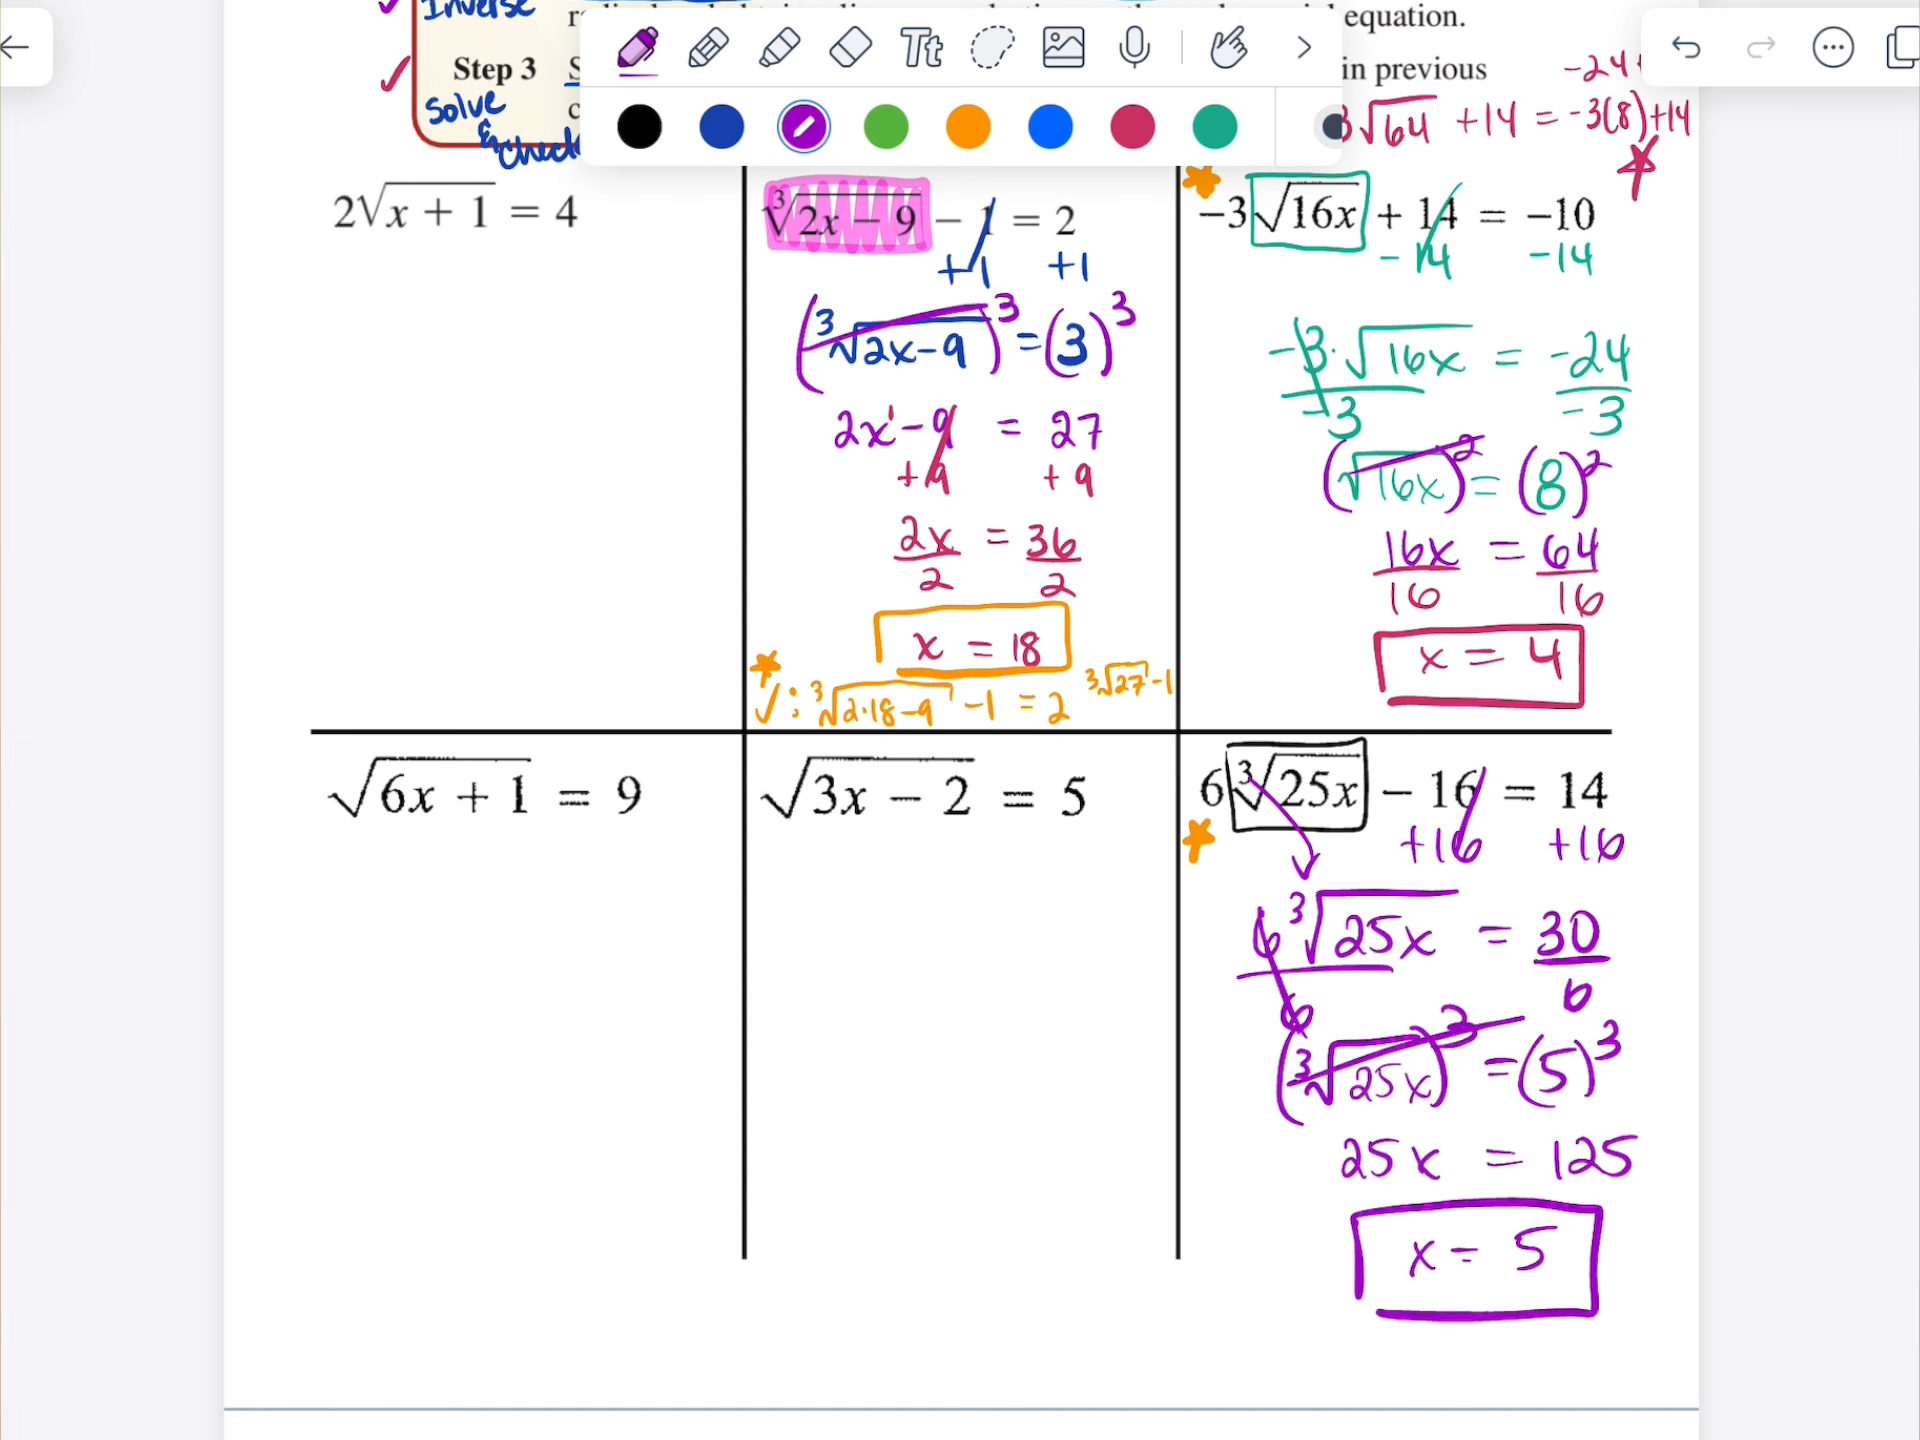 Inverse
equation.
Step 3
in previous
-24
Solve
& check
3√64 +14 = -3(8)+14
Tt
2√x + 1 = 4
∛2x − 9 − 1 = 2
+1 +1
(∛2x-9)³ = (3)³
2x¹-9 = 27
+9 +9
2x/2 = 36/2
x = 18
✓: ∛2·18-9 -1 = 2 ∛27 -1
−3√16x + 14 = −10
-14 -14
-3·√16x/-3 = -24/-3
(√16x)² = (8)²
16x/16 = 64/16
x = 4
√6x + 1 = 9
√3x − 2 = 5
6∛25x − 16 = 14
+16 +16
6∛25x/6 = 30/6
(∛25x)³ = (5)³
25x = 125
x = 5